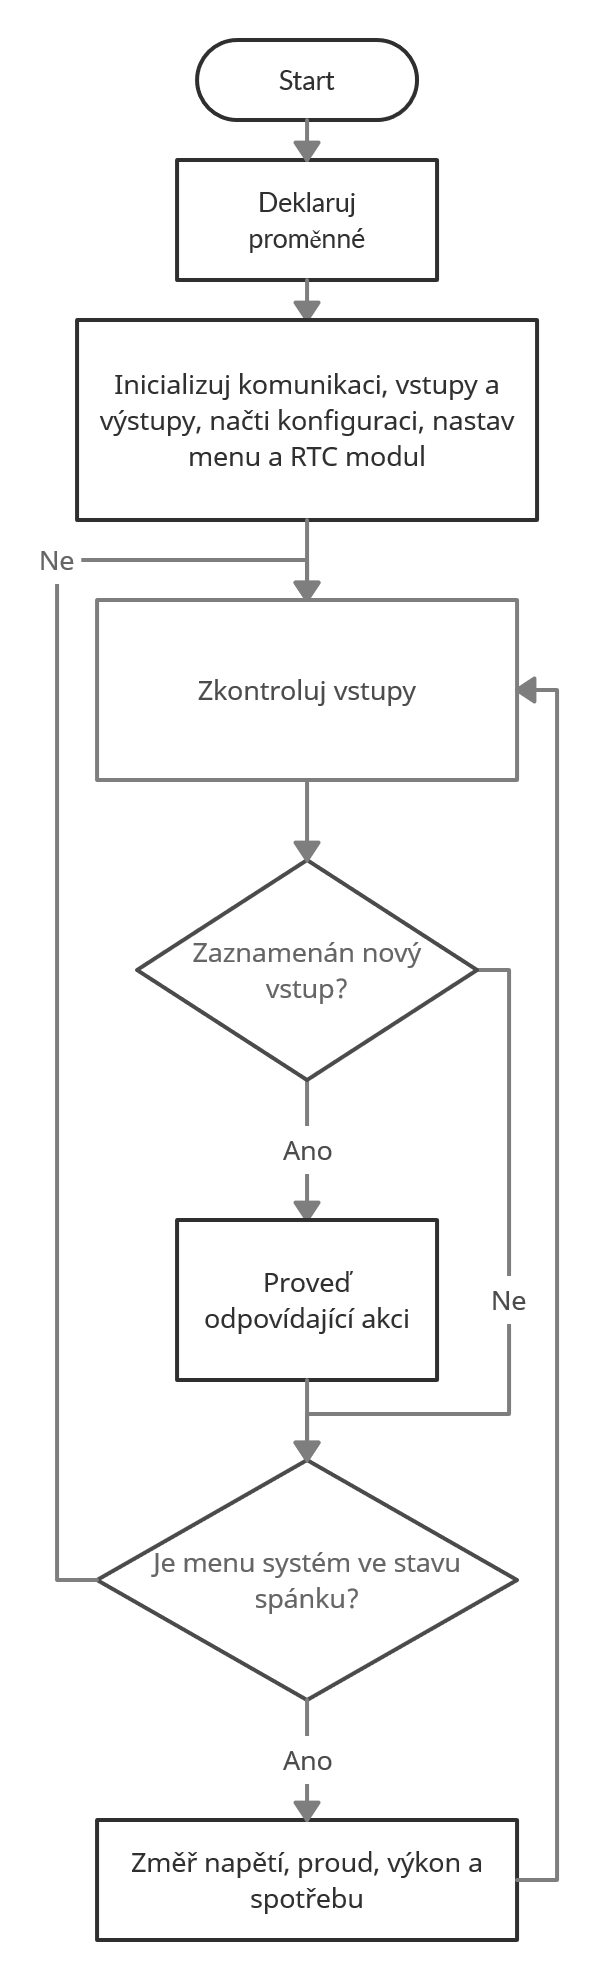 Start
Deklaruj
proměnné
Inicializuj komunikaci, vstupy a
výstupy, načti konfiguraci, nastav
menu a RTC modul
Ne
Zkontroluj vstupy
Zaznamenán nový
vstup?
Ano
Proveď
odpovídající akci
Ne
Je menu systém ve stavu
spánku?
Ano
Změř napětí, proud, výkon a
spotřebu